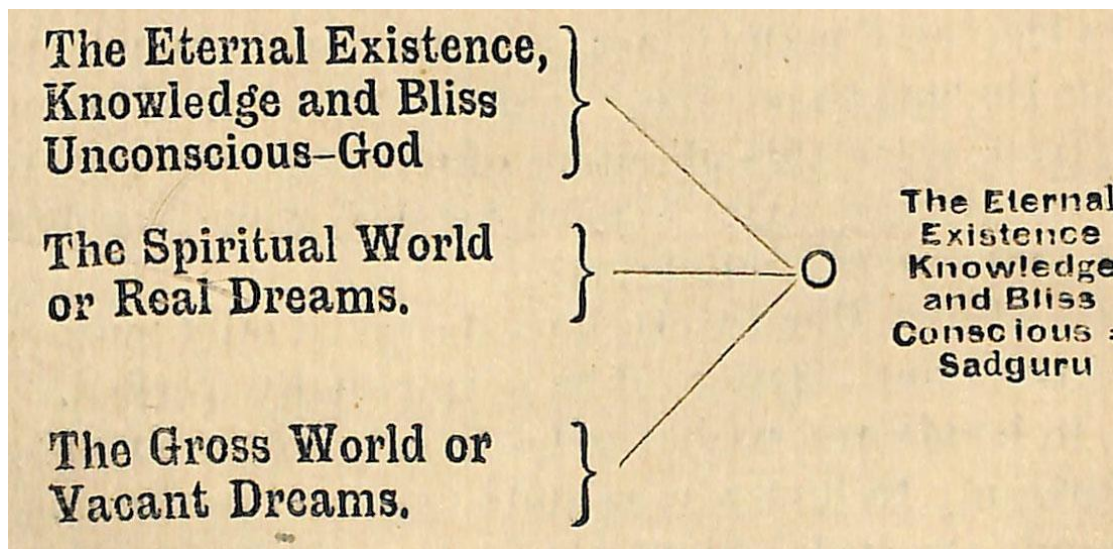 The Eternal Existence,
Knowledge and Bliss
Unconscious–God
The Spiritual World
or Real Dreams.
The Gross World or
Vacant Dreams.
The Eternal
Existence
Knowledge
and Bliss
Conscious :
Sadguru